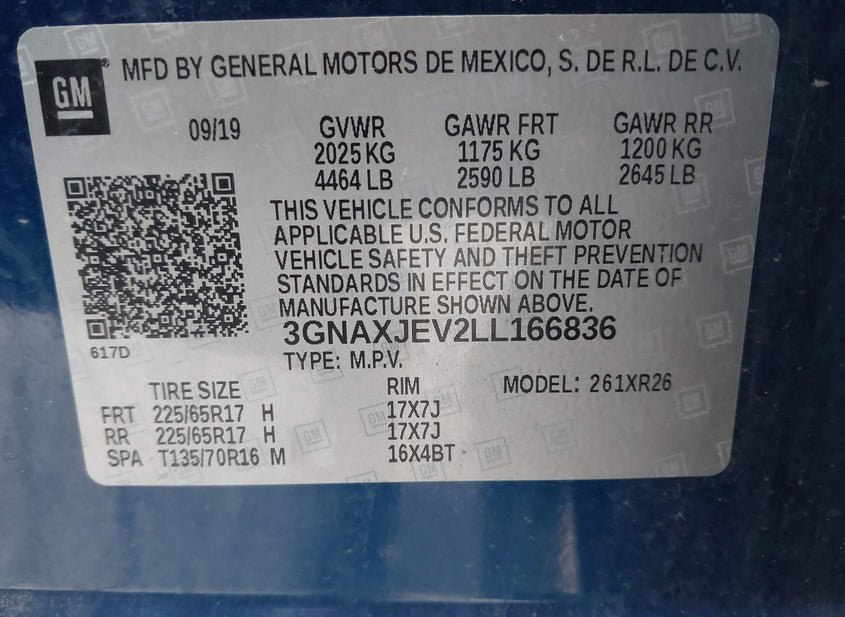 GM® MFD BY GENERAL MOTORS DE MEXICO, S. DE R.L. DE C.V.
09/19 GVWR GAWR FRT GAWR RR
2025 KG 1175 KG 1200 KG
4464 LB 2590 LB 2645 LB
THIS VEHICLE CONFORMS TO ALL
APPLICABLE U.S. FEDERAL MOTOR
VEHICLE SAFETY AND THEFT PREVENTION
STANDARDS IN EFFECT ON THE DATE OF
MANUFACTURE SHOWN ABOVE.
3GNAXJEV2LL166836
617D
TYPE: M.P.V.
TIRE SIZE RIM MODEL: 261XR26
FRT 225/65R17 H 17X7J
RR 225/65R17 H 17X7J
SPA T135/70R16 M 16X4BT